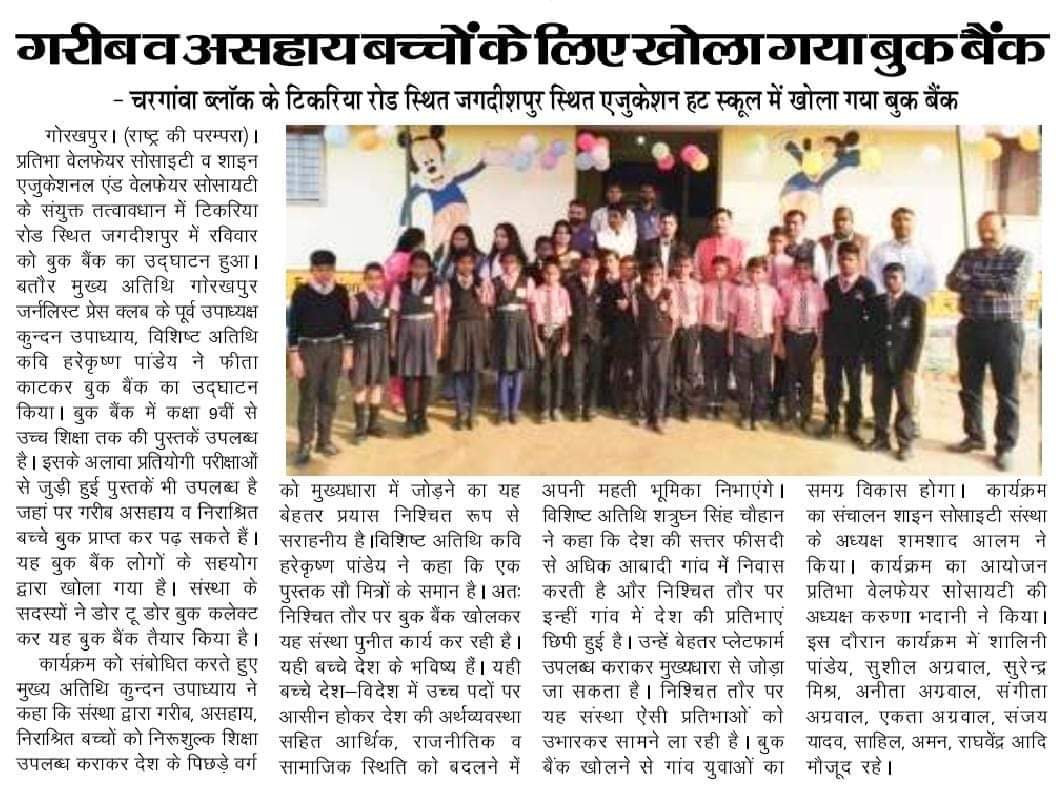 गरीब व असहाय बच्चों के लिए खोला गया बुक बैंक
- चरगांवा ब्लॉक के टिकरिया रोड स्थित जगदीशपुर स्थित एजुकेशन हट स्कूल में खोला गया बुक बैंक
गोरखपुर। (राष्ट्र की परम्परा)।
प्रतिभा वेलफेयर सोसाइटी व शाइन
एजुकेशनल एंड वेलफेयर सोसायटी
के संयुक्त तत्वावधान में टिकरिया
रोड स्थित जगदीशपुर में रविवार
को बुक बैंक का उद्घाटन हुआ।
बतौर मुख्य अतिथि गोरखपुर
जर्नलिस्ट प्रेस क्लब के पूर्व उपाध्यक्ष
कुन्दन उपाध्याय, विशिष्ट अतिथि
कवि हरेकृष्ण पांडेय ने फीता
काटकर बुक बैंक का उद्घाटन
किया। बुक बैंक में कक्षा 9वीं से
उच्च शिक्षा तक की पुस्तकें उपलब्ध
है। इसके अलावा प्रतियोगी परीक्षाओं
से जुड़ी हुई पुस्तकें भी उपलब्ध है
जहां पर गरीब असहाय व निराश्रित
बच्चे बुक प्राप्त कर पढ़ सकते हैं।
यह बुक बैंक लोगों के सहयोग
द्वारा खोला गया है। संस्था के
सदस्यों ने डोर टू डोर बुक कलेक्ट
कर यह बुक बैंक तैयार किया है।
कार्यक्रम को संबोधित करते हुए
मुख्य अतिथि कुन्दन उपाध्याय ने
कहा कि संस्था द्वारा गरीब, असहाय,
निराश्रित बच्चों को निरूशुल्क शिक्षा
उपलब्ध कराकर देश के पिछड़े वर्ग
को मुख्यधारा में जोड़ने का यह
बेहतर प्रयास निश्चित रूप से
सराहनीय है।विशिष्ट अतिथि कवि
हरेकृष्ण पांडेय ने कहा कि एक
पुस्तक सौ मित्रों के समान है। अतः
निश्चित तौर पर बुक बैंक खोलकर
यह संस्था पुनीत कार्य कर रही है।
यही बच्चे देश के भविष्य हैं। यही
बच्चे देश–विदेश में उच्च पदों पर
आसीन होकर देश की अर्थव्यवस्था
सहित आर्थिक, राजनीतिक व
सामाजिक स्थिति को बदलने में
अपनी महती भूमिका निभाएंगे।
विशिष्ट अतिथि शत्रुघ्न सिंह चौहान
ने कहा कि देश की सत्तर फीसदी
से अधिक आबादी गांव में निवास
करती है और निश्चित तौर पर
इन्हीं गांव में देश की प्रतिभाएं
छिपी हुई है। उन्हें बेहतर प्लेटफार्म
उपलब्ध कराकर मुख्यधारा से जोड़ा
जा सकता है। निश्चित तौर पर
यह संस्था ऐसी प्रतिभाओं को
उभारकर सामने ला रही है। बुक
बैंक खोलने से गांव युवाओं का
समग्र विकास होगा। कार्यक्रम
का संचालन शाइन सोसाइटी संस्था
के अध्यक्ष शमशाद आलम ने
किया। कार्यक्रम का आयोजन
प्रतिभा वेलफेयर सोसायटी की
अध्यक्ष करुणा भदानी ने किया।
इस दौरान कार्यक्रम में शालिनी
पांडेय, सुशील अग्रवाल, सुरेन्द्र
मिश्र, अनीता अग्रवाल, संगीता
अग्रवाल, एकता अग्रवाल, संजय
यादव, साहिल, अमन, राघवेंद्र आदि
मौजूद रहे।